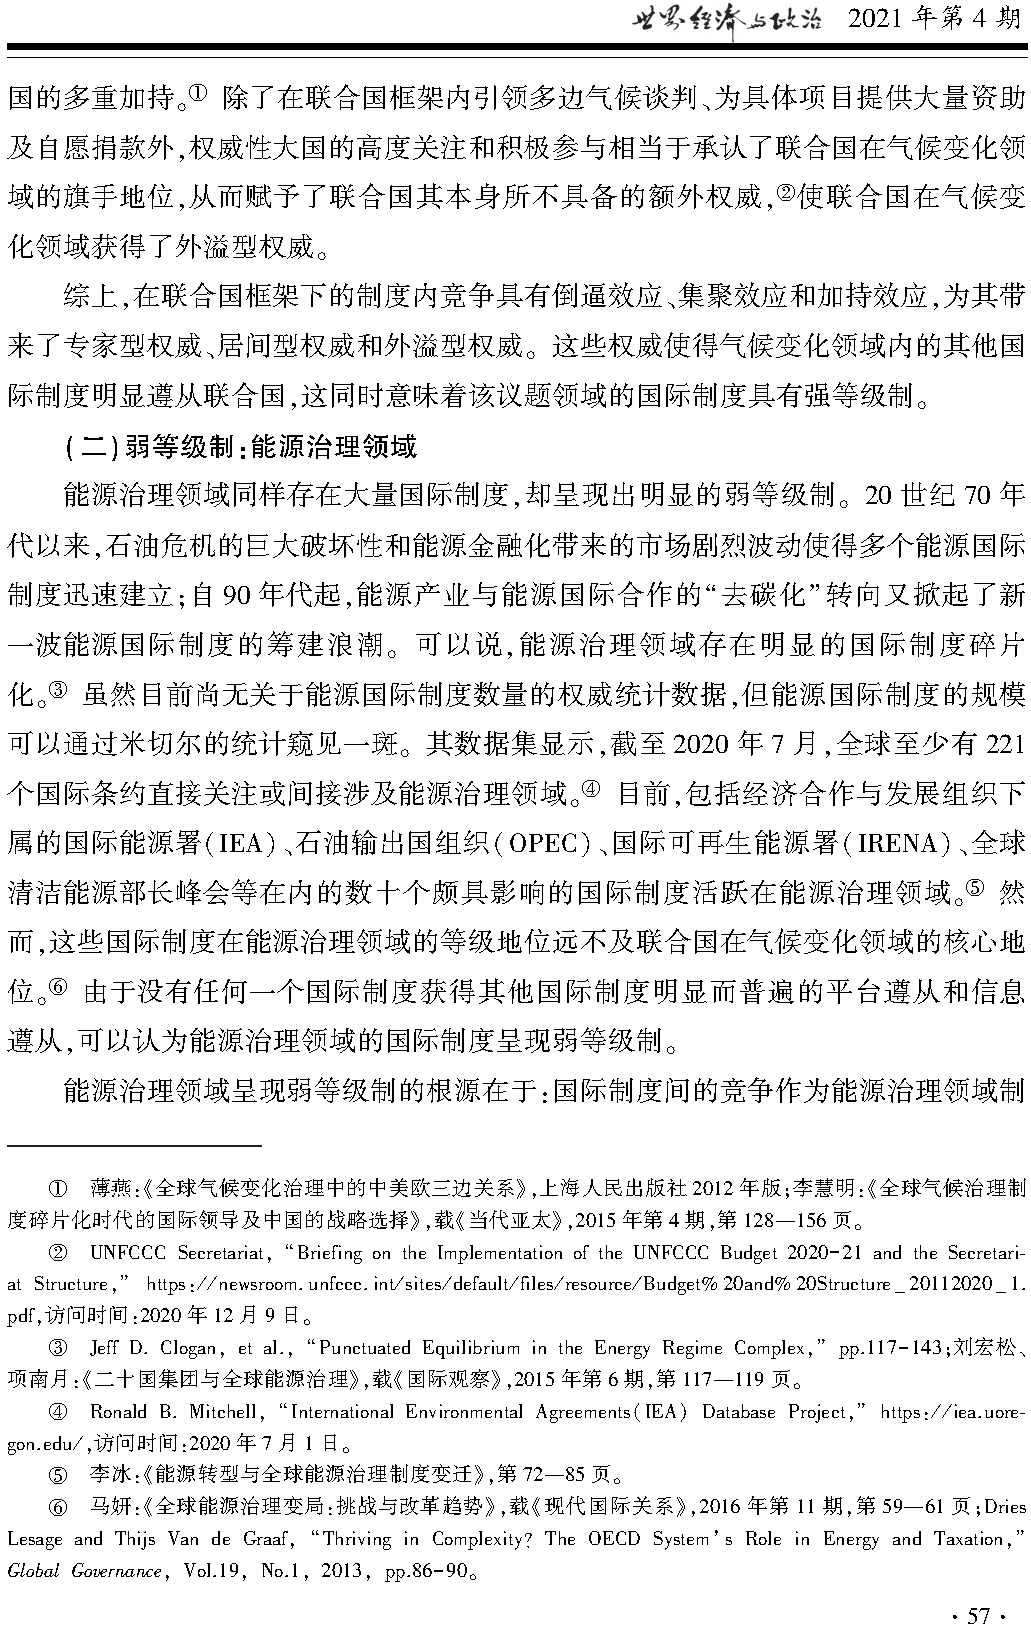 世界经济与政治 2021 年第 4 期
国的多重加持。① 除了在联合国框架内引领多边气候谈判、为具体项目提供大量资助
及自愿捐款外,权威性大国的高度关注和积极参与相当于承认了联合国在气候变化领
域的旗手地位,从而赋予了联合国其本身所不具备的额外权威,②使联合国在气候变
化领域获得了外溢型权威。
综上,在联合国框架下的制度内竞争具有倒逼效应、集聚效应和加持效应,为其带
来了专家型权威、居间型权威和外溢型权威。这些权威使得气候变化领域内的其他国
际制度明显遵从联合国,这同时意味着该议题领域的国际制度具有强等级制。
(二)弱等级制:能源治理领域
能源治理领域同样存在大量国际制度,却呈现出明显的弱等级制。20 世纪 70 年
代以来,石油危机的巨大破坏性和能源金融化带来的市场剧烈波动使得多个能源国际
制度迅速建立;自 90 年代起,能源产业与能源国际合作的“去碳化”转向又掀起了新
一波能源国际制度的筹建浪潮。可以说,能源治理领域存在明显的国际制度碎片
化。③ 虽然目前尚无关于能源国际制度数量的权威统计数据,但能源国际制度的规模
可以通过米切尔的统计窥见一斑。其数据集显示,截至 2020 年 7 月,全球至少有 221
个国际条约直接关注或间接涉及能源治理领域。④ 目前,包括经济合作与发展组织下
属的国际能源署(IEA)、石油输出国组织(OPEC)、国际可再生能源署(IRENA)、全球
清洁能源部长峰会等在内的数十个颇具影响的国际制度活跃在能源治理领域。⑤ 然
而,这些国际制度在能源治理领域的等级地位远不及联合国在气候变化领域的核心地
位。⑥ 由于没有任何一个国际制度获得其他国际制度明显而普遍的平台遵从和信息
遵从,可以认为能源治理领域的国际制度呈现弱等级制。
能源治理领域呈现弱等级制的根源在于:国际制度间的竞争作为能源治理领域制
① 薄燕:《全球气候变化治理中的中美欧三边关系》,上海人民出版社 2012 年版;李慧明:《全球气候治理制
度碎片化时代的国际领导及中国的战略选择》,载《当代亚太》,2015 年第 4 期,第 128—156 页。
② UNFCCC Secretariat, “Briefing on the Implementation of the UNFCCC Budget 2020-21 and the Secretari-
at Structure,” https://newsroom.unfccc.int/sites/default/files/resource/Budget%20and%20Structure_20112020_1.
pdf,访问时间:2020 年 12 月 9 日。
③ Jeff D. Clogan, et al., “Punctuated Equilibrium in the Energy Regime Complex,” pp.117-143;刘宏松、
项南月:《二十国集团与全球能源治理》,载《国际观察》,2015 年第 6 期,第 117—119 页。
④ Ronald B. Mitchell, “International Environmental Agreements(IEA) Database Project,” https://iea.uore-
gon.edu/,访问时间:2020 年 7 月 1 日。
⑤ 李冰:《能源转型与全球能源治理制度变迁》,第 72—85 页。
⑥ 马妍:《全球能源治理变局:挑战与改革趋势》,载《现代国际关系》,2016 年第 11 期,第 59—61 页;Dries
Lesage and Thijs Van de Graaf, “Thriving in Complexity? The OECD System's Role in Energy and Taxation,”
Global Governance, Vol.19, No.1, 2013, pp.86-90。
· 57 ·